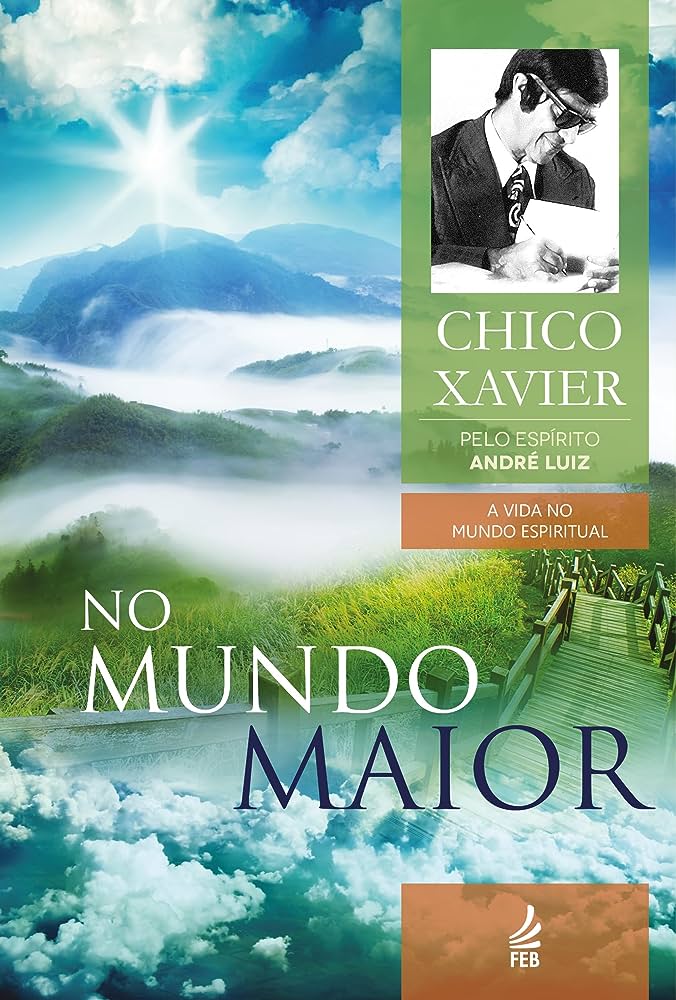 CHICO
XAVIER
PELO ESPÍRITO
ANDRÉ LUIZ
A VIDA NO
MUNDO ESPIRITUAL
NO
MUNDO
MAIOR
FEB